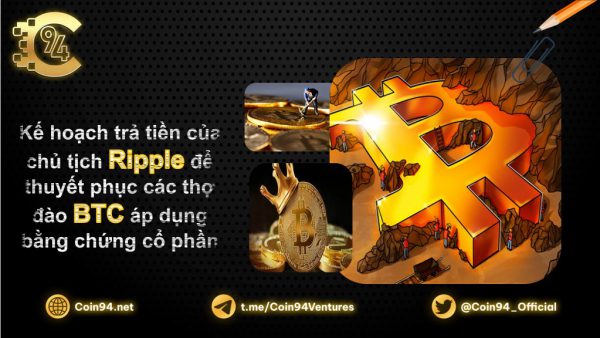 C94
Kế hoạch trả tiền của
chủ tịch Ripple để
thuyết phục các thợ
đào BTC áp dụng
bằng chứng cổ phần
Coin94.net
t.me/Coin94Ventures
@Coin94_Official